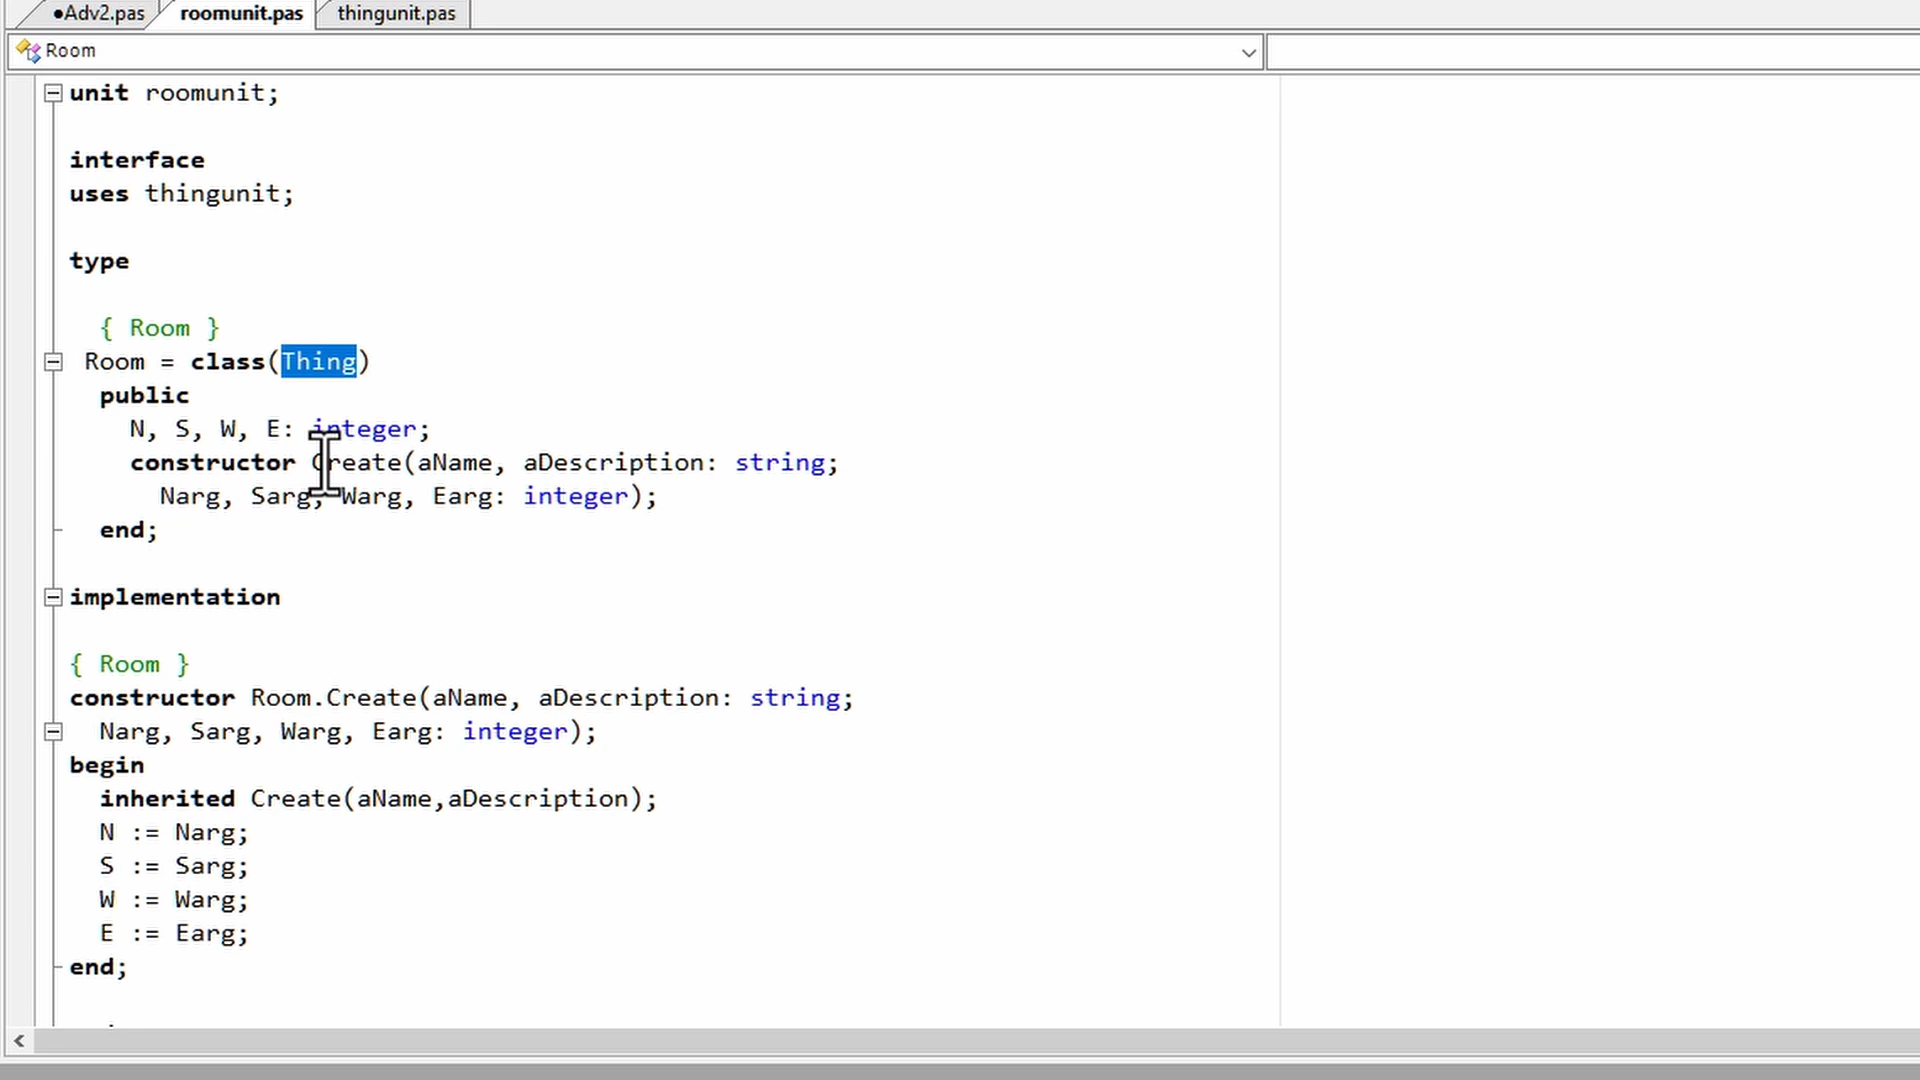 ●Adv2.pas roomunit.pas thingunit.pas
Room
unit roomunit;
interface
uses thingunit;
type
{ Room }
Room = class(Thing)
public
N, S, W, E: integer;
constructor Create(aName, aDescription: string;
Narg, Sarg, Warg, Earg: integer);
end;
implementation
{ Room }
constructor Room.Create(aName, aDescription: string;
Narg, Sarg, Warg, Earg: integer);
begin
inherited Create(aName,aDescription);
N := Narg;
S := Sarg;
W := Warg;
E := Earg;
end;